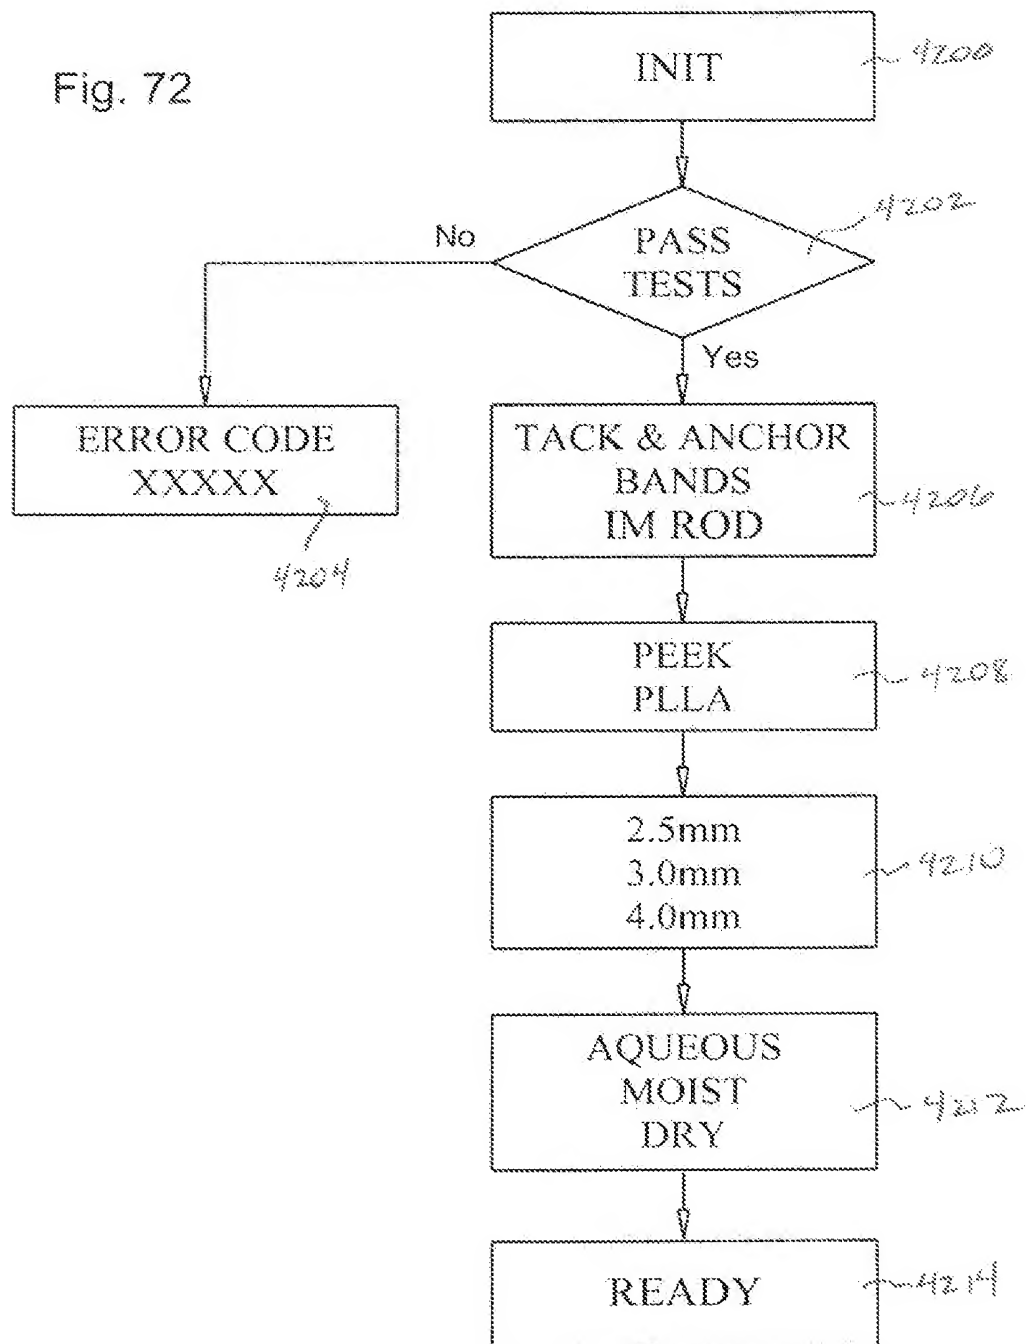 Fig. 72
INIT
4200
PASS
TESTS
4202
No
Yes
ERROR CODE
XXXXX
4204
TACK & ANCHOR
BANDS
IM ROD
4206
PEEK
PLLA
4208
2.5mm
3.0mm
4.0mm
4210
AQUEOUS
MOIST
DRY
4212
READY
4214